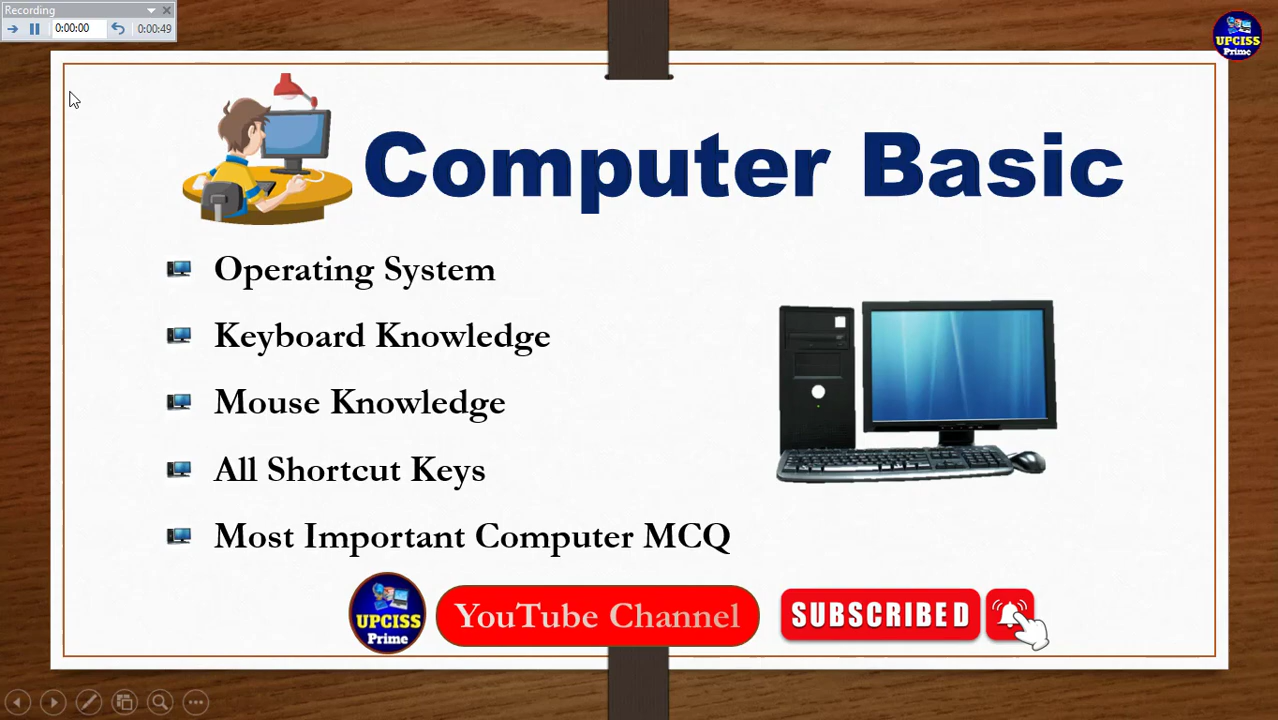 Recording
0:00:00
0:00:49
UPCISS
Prime
Computer Basic
Operating System
Keyboard Knowledge
Mouse Knowledge
All Shortcut Keys
Most Important Computer MCQ
UPCISS
Prime
YouTube Channel
SUBSCRIBED